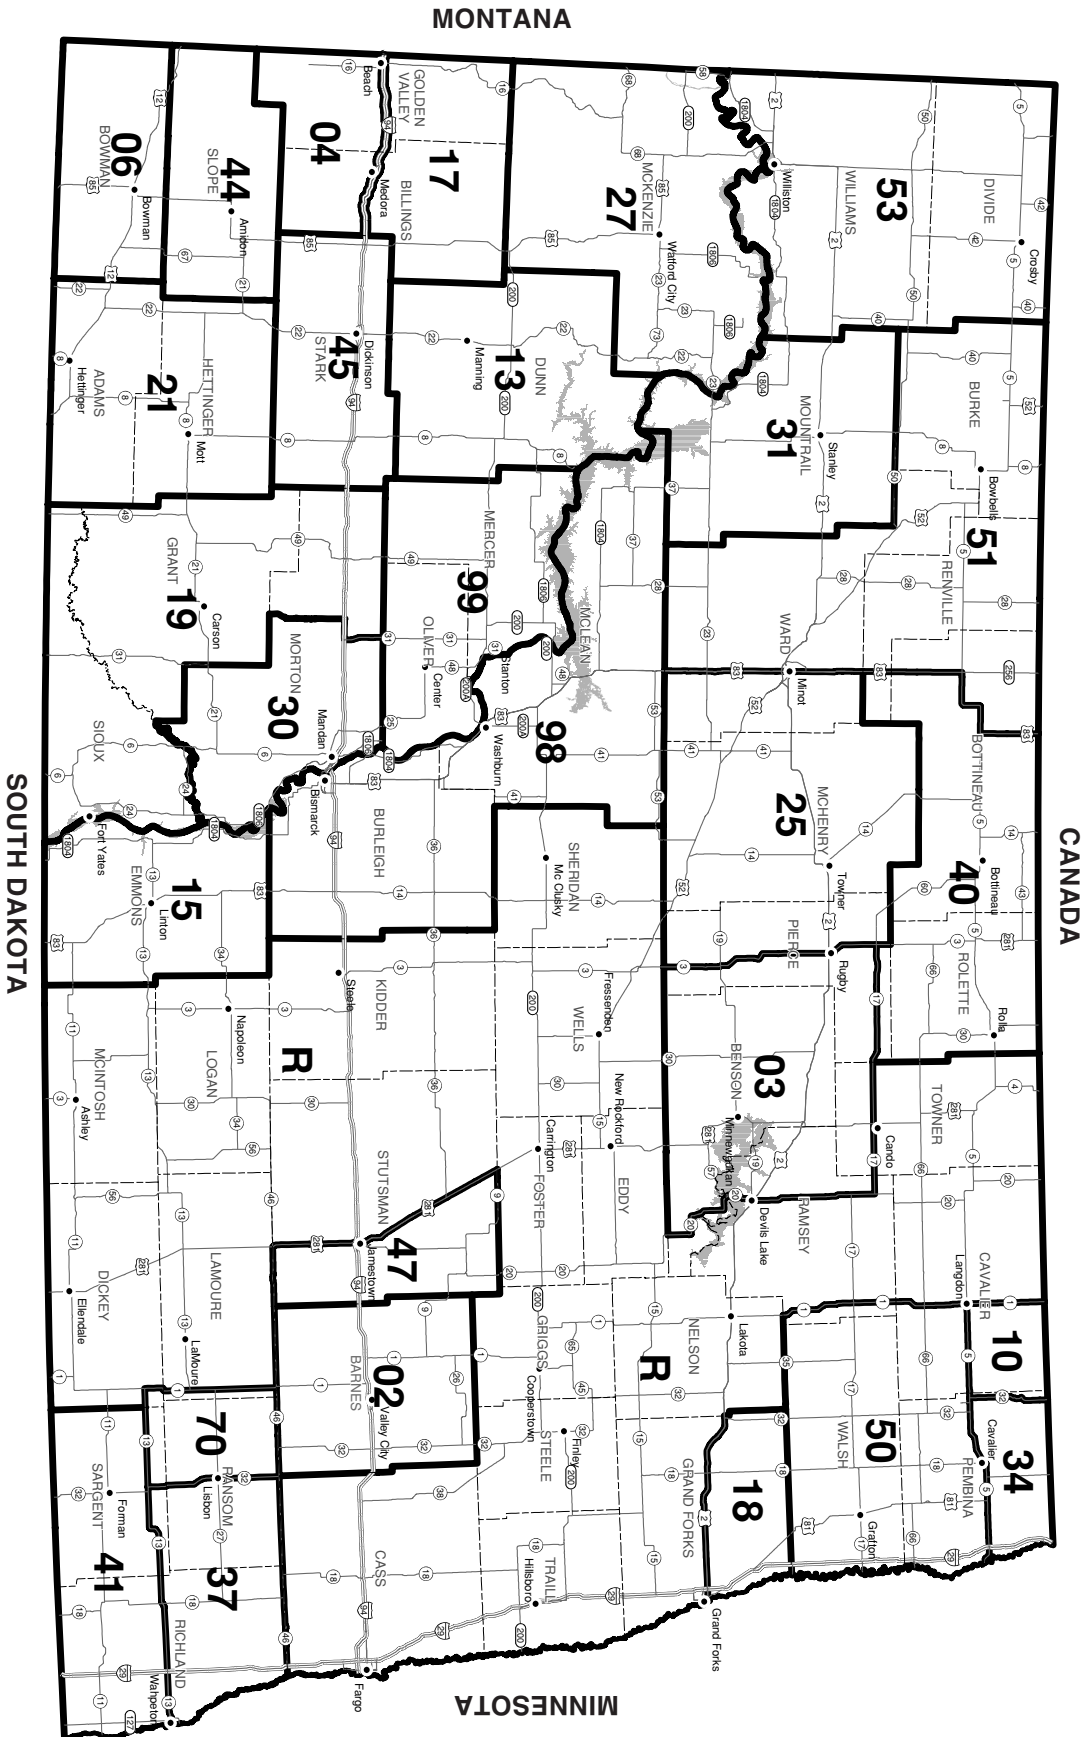 MONTANA
CANADA
SOUTH DAKOTA
MINNESOTA
53
DIVIDE
Crosby
WILLIAMS
Williston
27
MCKENZIE
Watford City
17
GOLDEN
VALLEY
BILLINGS
Beach
Medora
04
44
SLOPE
Amidon
06
BOWMAN
Bowman
BURKE
Bowbells
31
MOUNTRAIL
Stanley
13
DUNN
Manning
45
Dickinson
STARK
21
HETTINGER
Mott
ADAMS
Hettinger
51
RENVILLE
WARD
Minot
MCLEAN
98
Washburn
99
MERCER
Stanton
OLIVER
Center
30
MORTON
Mandan
19
GRANT
Carson
SIOUX
Fort Yates
BOTTINEAU
40
Bottineau
25
MCHENRY
Towner
PIERCE
Rugby
ROLETTE
Rolla
SHERIDAN
Mc Clusky
BURLEIGH
Bismarck
15
EMMONS
Linton
TOWNER
Cando
03
BENSON
Minnewaukan
WELLS
Fessenden
KIDDER
Steele
R
LOGAN
Napoleon
MCINTOSH
Ashley
CAVALIER
Langdon
RAMSEY
Devils Lake
EDDY
New Rockford
FOSTER
Carrington
STUTSMAN
47
Jamestown
LAMOURE
LaMoure
DICKEY
Ellendale
10
34
PEMBINA
Cavalier
50
WALSH
Grafton
NELSON
Lakota
R
18
GRAND FORKS
Grand Forks
GRIGGS
Cooperstown
STEELE
Finley
TRAILL
Hillsboro
02
BARNES
Valley City
CASS
Fargo
70
RANSOM
Lisbon
37
RICHLAND
Wahpeton
41
SARGENT
Forman